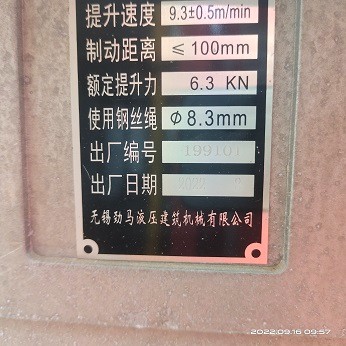 提升速度 9.3±0.5m/min
制动距离 ≤100mm
额定提升力 6.3 KN
使用钢丝绳 Φ8.3mm
出厂编号 199101
出厂日期
无锡劲马液压建筑机械有限公司
2022.09.16 09:57